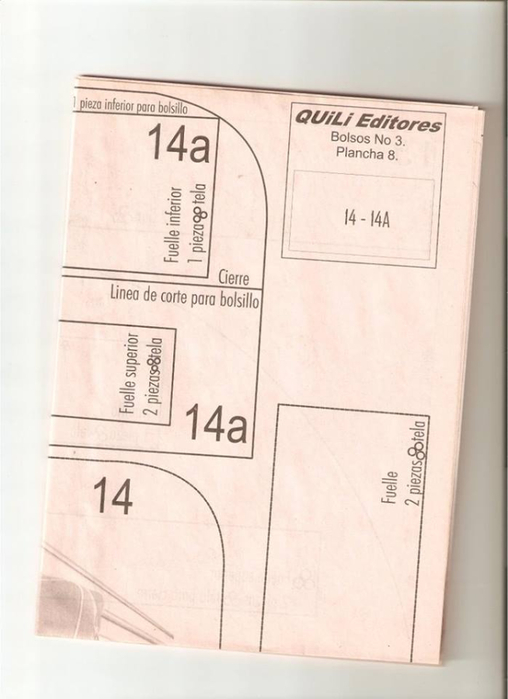 1 pieza inferior para bolsillo
14a
Fuelle inferior
1 pieza tela
Cierre
Linea de corte para bolsillo
Fuelle superior
2 piezas tela
14a
14
QUiLi Editores
Bolsos No 3.
Plancha 8.
14 - 14A
Fuelle
2 piezas tela